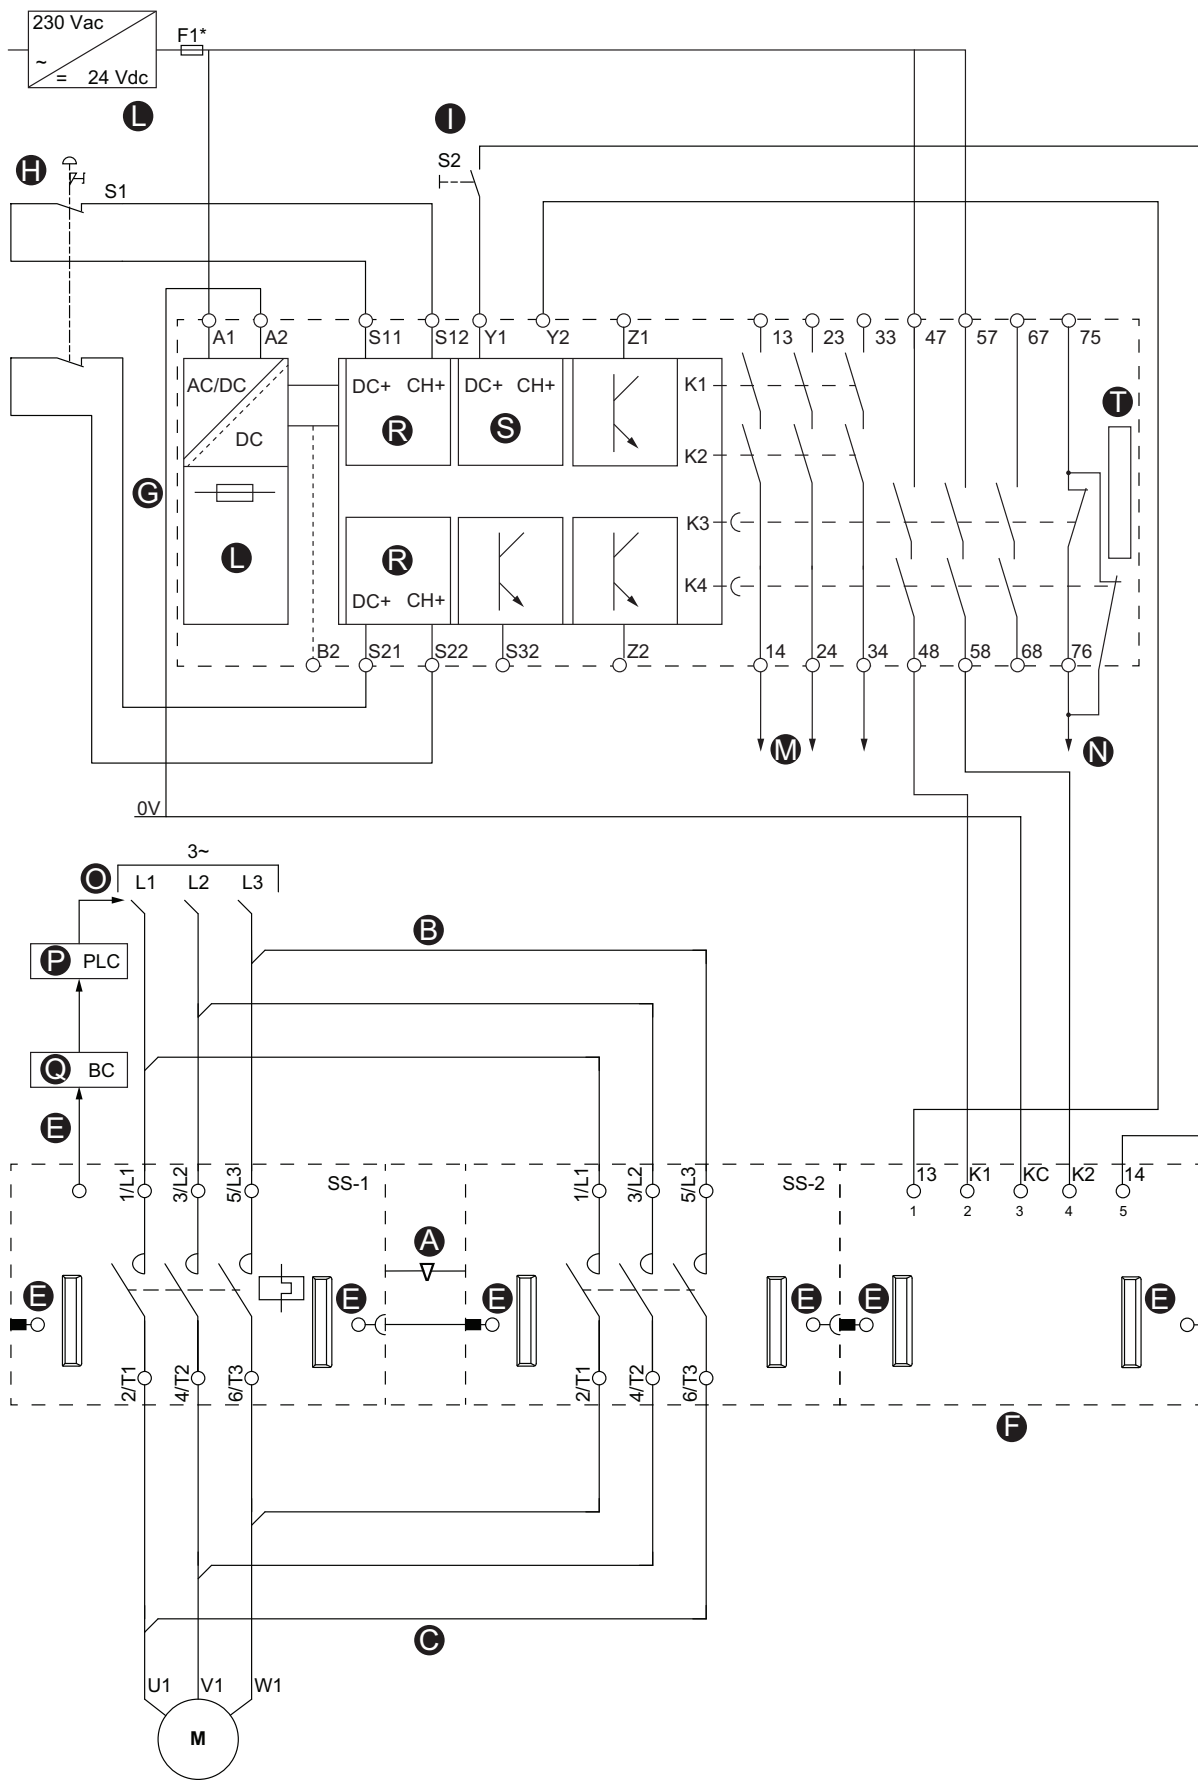 230 Vac
F1*
~
= 24 Vdc
L
I
H
S2
S1
A1 A2 S11 S12 Y1 Y2 Z1 13 23 33 47 57 67 75
AC/DC
DC+ CH+ DC+ CH+
K1
T
R S
DC
K2
G
K3
L R
K4
DC+ CH+
B2 S21 S22 S32 Z2 14 24 34 48 58 68 76
M N
0V
3~
O
L1 L2 L3
B
P PLC
Q BC
E
1/L1 3/L2 5/L3 SS-1 1/L1 3/L2 5/L3 SS-2 13 K1 KC K2 14
1 2 3 4 5
A
E E E E E E
2/T1 4/T2 6/T3 2/T1 4/T2 6/T3
F
C
U1 V1 W1
M